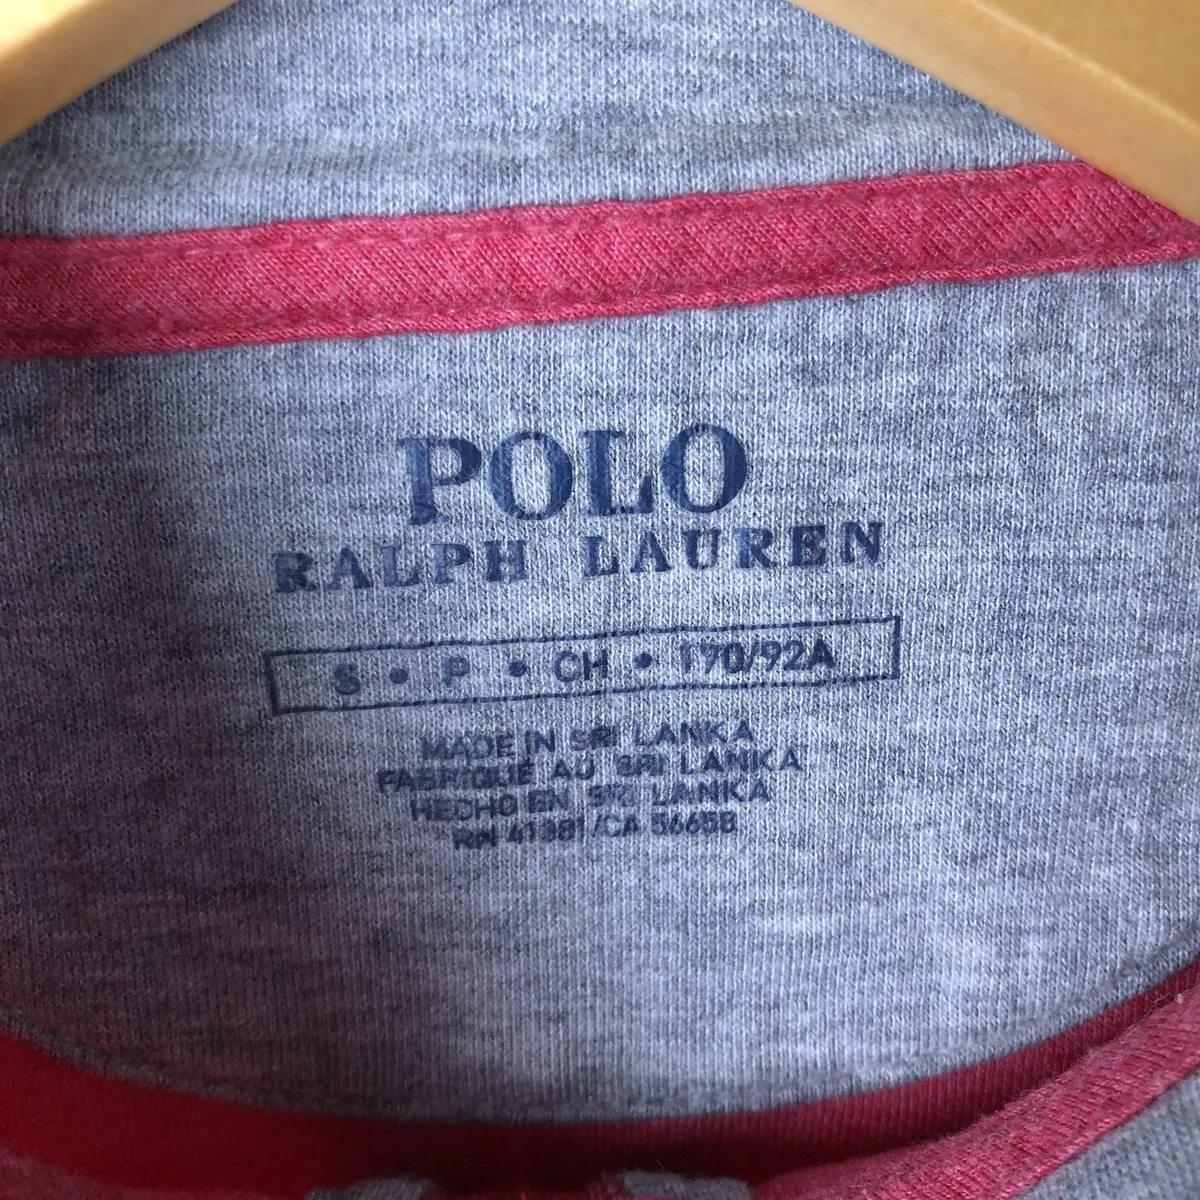 POLO
RALPH LAUREN
S • P • CH • 170/92A
MADE IN SRI LANKA
FABRIQUE AU SRI LANKA
HECHO EN SRI LANKA
RN 41381/CA 56658